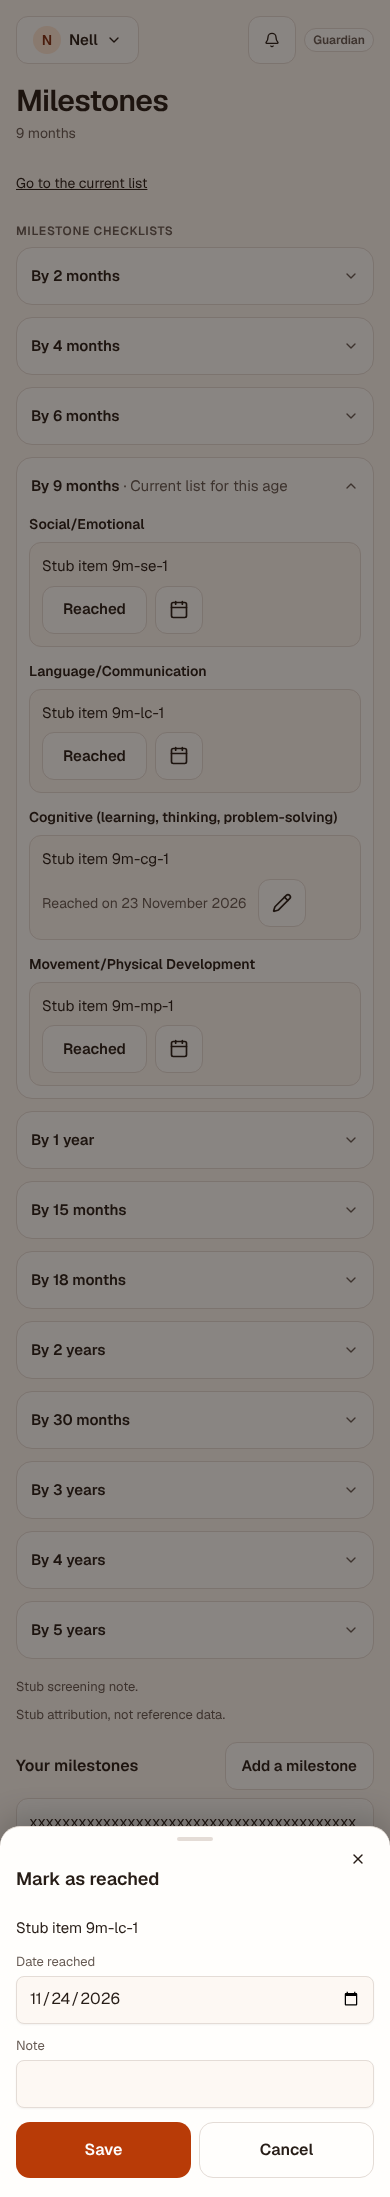 N Nell
Guardian
Milestones
9 months
Go to the current list
MILESTONE CHECKLISTS
By 2 months
By 4 months
By 6 months
By 9 months · Current list for this age
Social/Emotional
Stub item 9m-se-1
Reached
Language/Communication
Stub item 9m-lc-1
Reached
Cognitive (learning, thinking, problem-solving)
Stub item 9m-cg-1
Reached on 23 November 2026
Movement/Physical Development
Stub item 9m-mp-1
Reached
By 1 year
By 15 months
By 18 months
By 2 years
By 30 months
By 3 years
By 4 years
By 5 years
Stub screening note.
Stub attribution, not reference data.
Your milestones
Add a milestone
Mark as reached
Stub item 9m-lc-1
Date reached
11/24/2026
Note
Save
Cancel